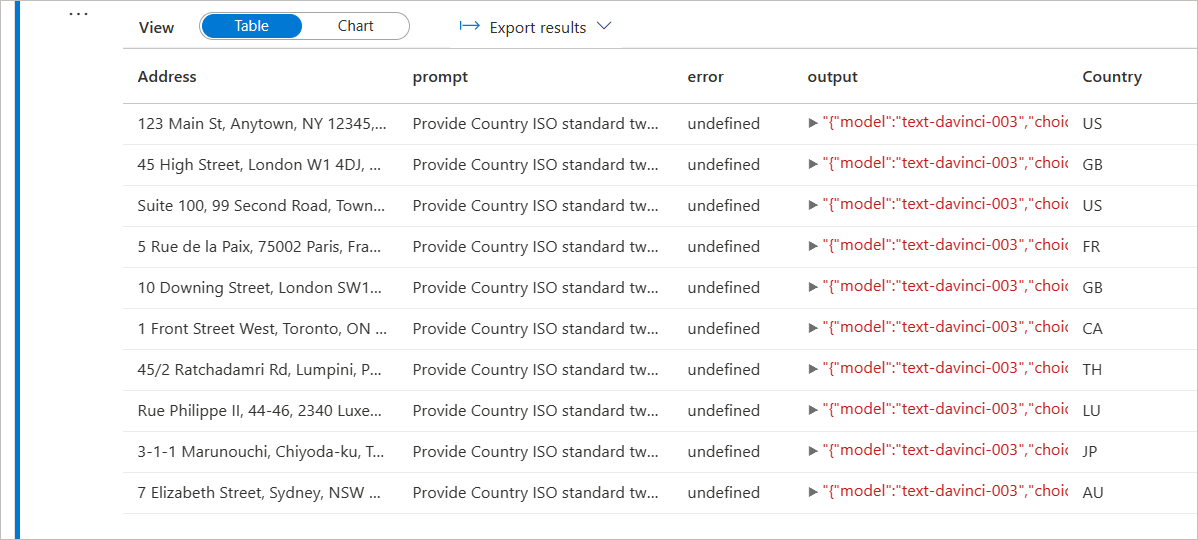 ...
View Table Chart Export results
Address prompt error output Country
123 Main St, Anytown, NY 12345,... Provide Country ISO standard tw... undefined "{"model":"text-davinci-003","choic US
45 High Street, London W1 4DJ, ... Provide Country ISO standard tw... undefined "{"model":"text-davinci-003","choic GB
Suite 100, 99 Second Road, Town... Provide Country ISO standard tw... undefined "{"model":"text-davinci-003","choic US
5 Rue de la Paix, 75002 Paris, Fra... Provide Country ISO standard tw... undefined "{"model":"text-davinci-003","choic FR
10 Downing Street, London SW1... Provide Country ISO standard tw... undefined "{"model":"text-davinci-003","choic GB
1 Front Street West, Toronto, ON ... Provide Country ISO standard tw... undefined "{"model":"text-davinci-003","choic CA
45/2 Ratchadamri Rd, Lumpini, P... Provide Country ISO standard tw... undefined "{"model":"text-davinci-003","choic TH
Rue Philippe II, 44-46, 2340 Luxe... Provide Country ISO standard tw... undefined "{"model":"text-davinci-003","choic LU
3-1-1 Marunouchi, Chiyoda-ku, T... Provide Country ISO standard tw... undefined "{"model":"text-davinci-003","choic JP
7 Elizabeth Street, Sydney, NSW ... Provide Country ISO standard tw... undefined "{"model":"text-davinci-003","choic AU